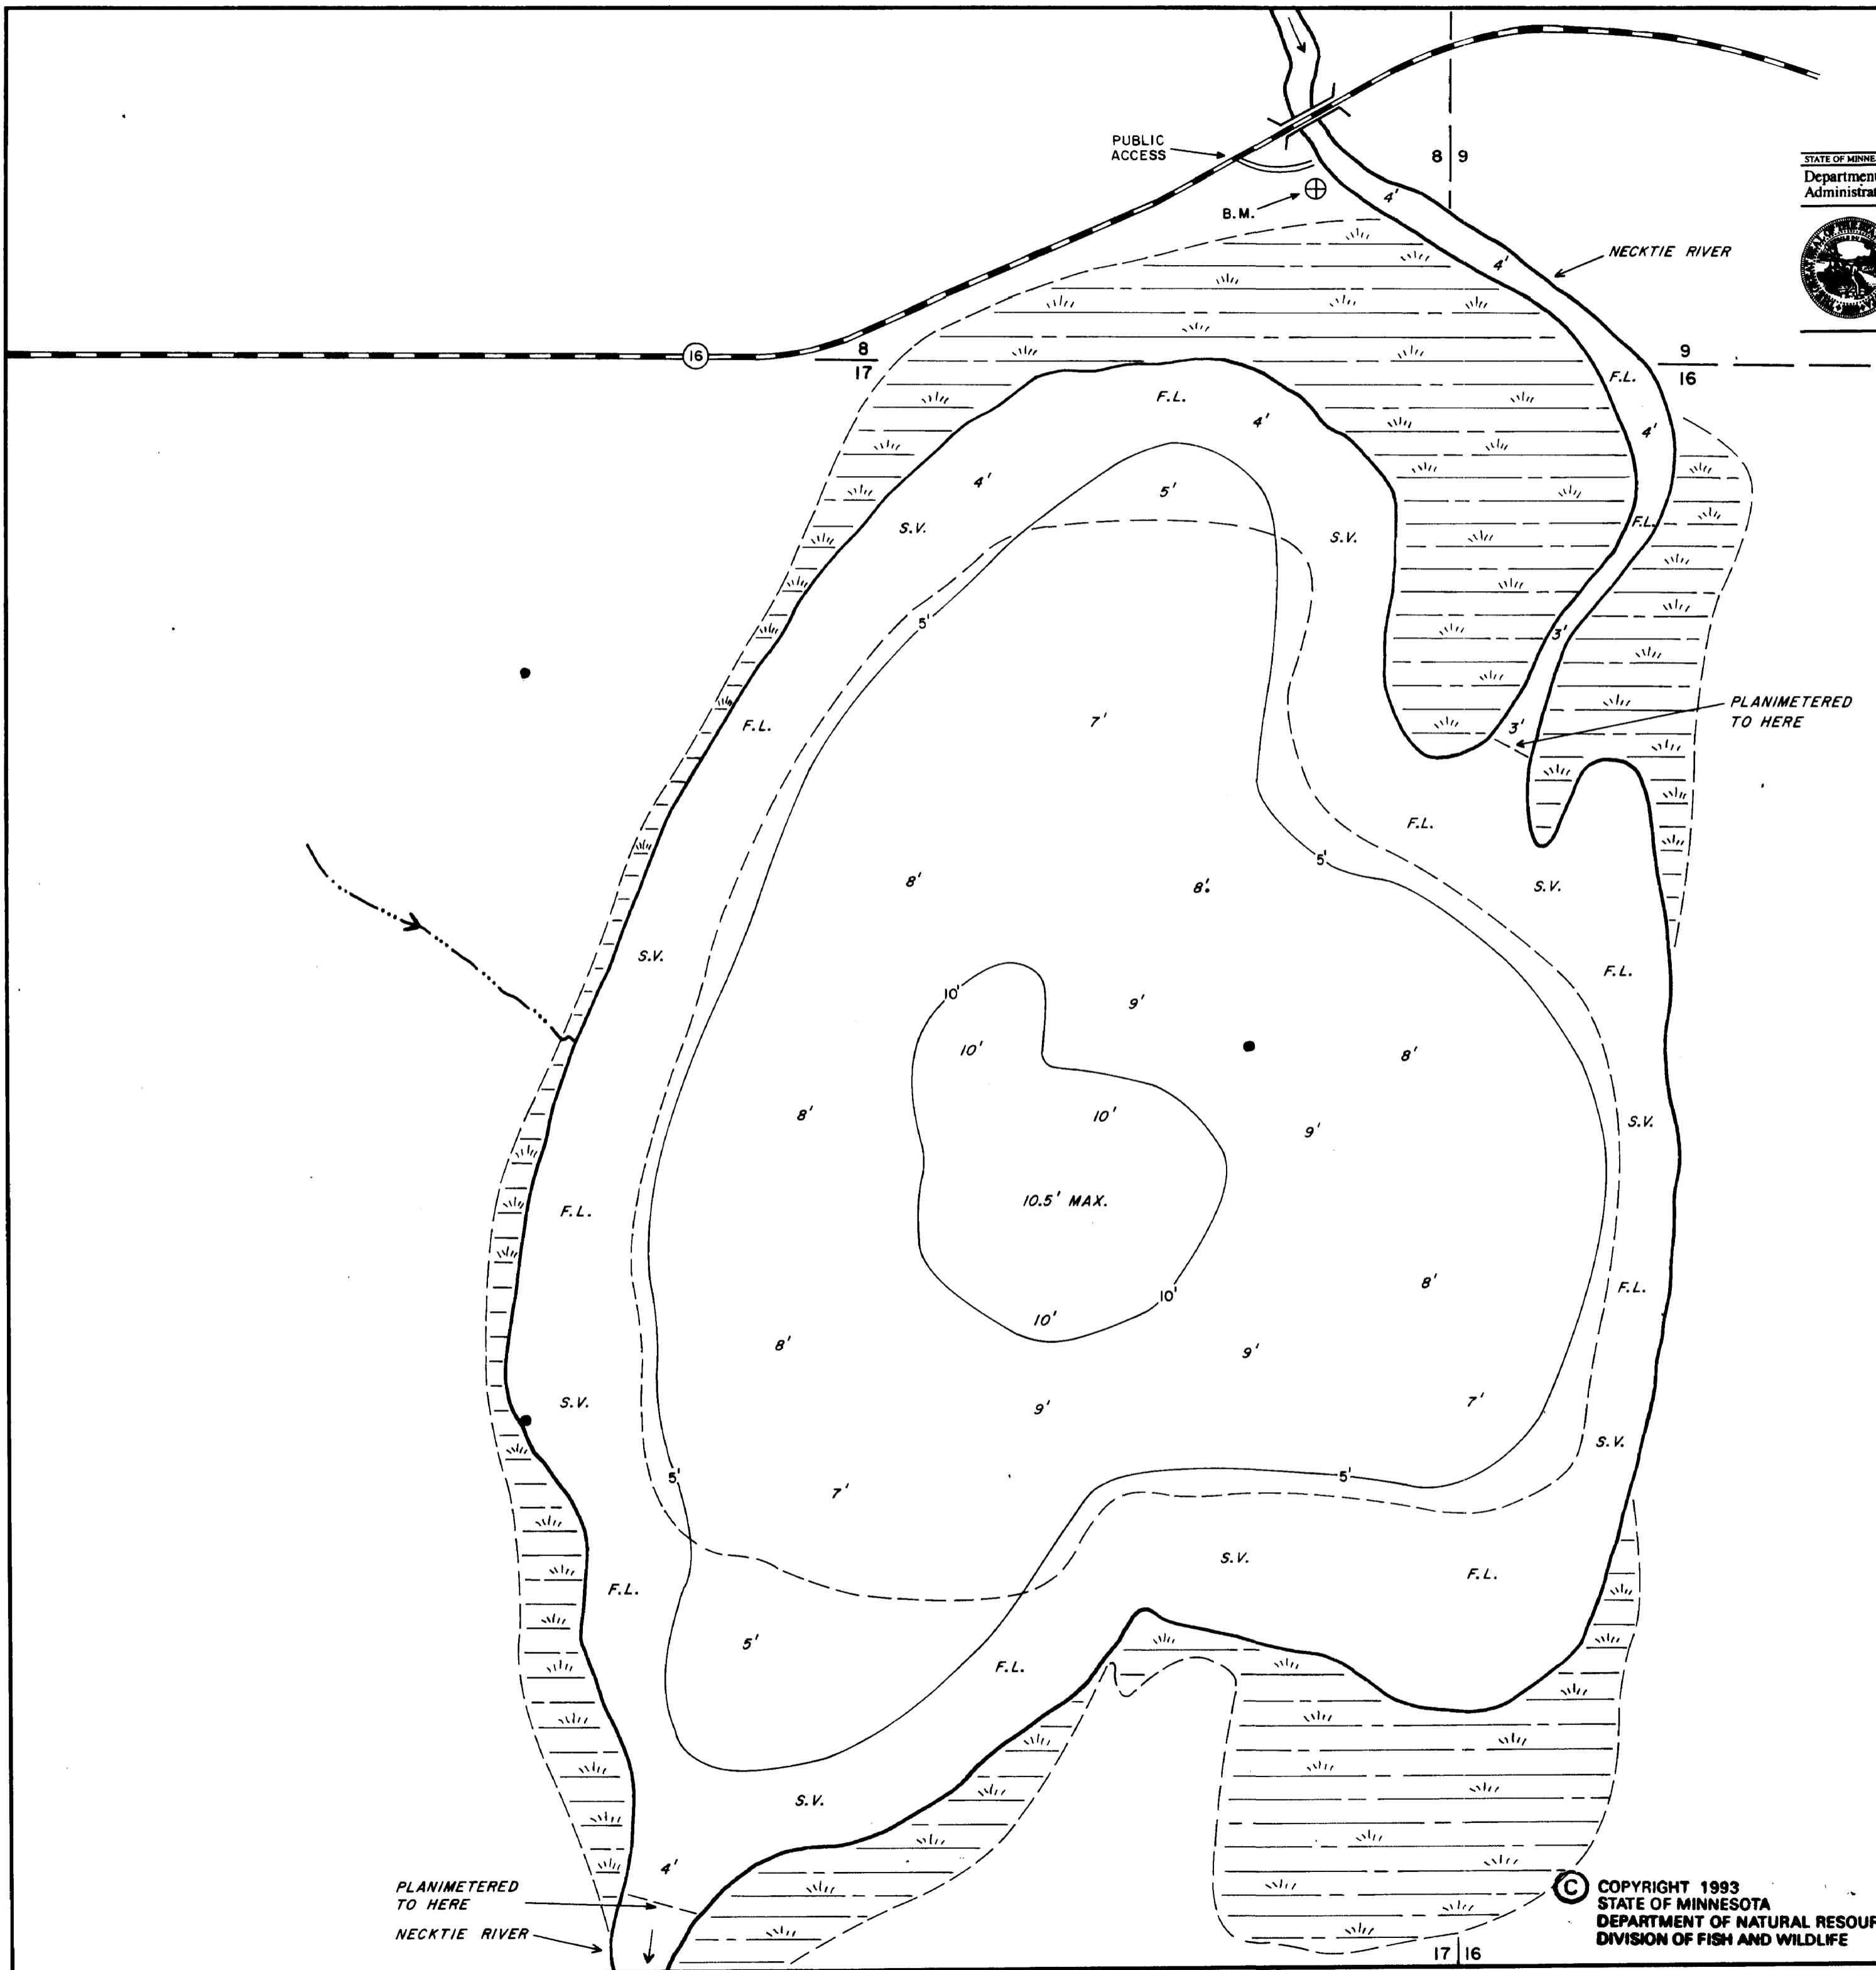 PUBLIC
ACCESS
8 9
STATE OF MINNE
Department
Administrat
4'
B.M.
NECKTIE RIVER
4'
16
8
17
9
16
F.L.
F.L.
4'
4'
4'
5'
S.V.
S.V.
F.L.
5'
3'
7'
F.L.
3'
PLANIMETERED
TO HERE
F.L.
5'
8'
8'
S.V.
S.V.
F.L.
10'
9'
10'
8'
8'
10'
9'
S.V.
10.5' MAX.
F.L.
8'
F.L.
10'
10'
8'
9'
S.V.
9'
7'
S.V.
5'
5'
7'
S.V.
F.L.
F.L.
5'
F.L.
S.V.
4'
PLANIMETERED
TO HERE
NECKTIE RIVER
© COPYRIGHT 1993
STATE OF MINNESOTA
DEPARTMENT OF NATURAL RESOUR
DIVISION OF FISH AND WILDLIFE
17 16